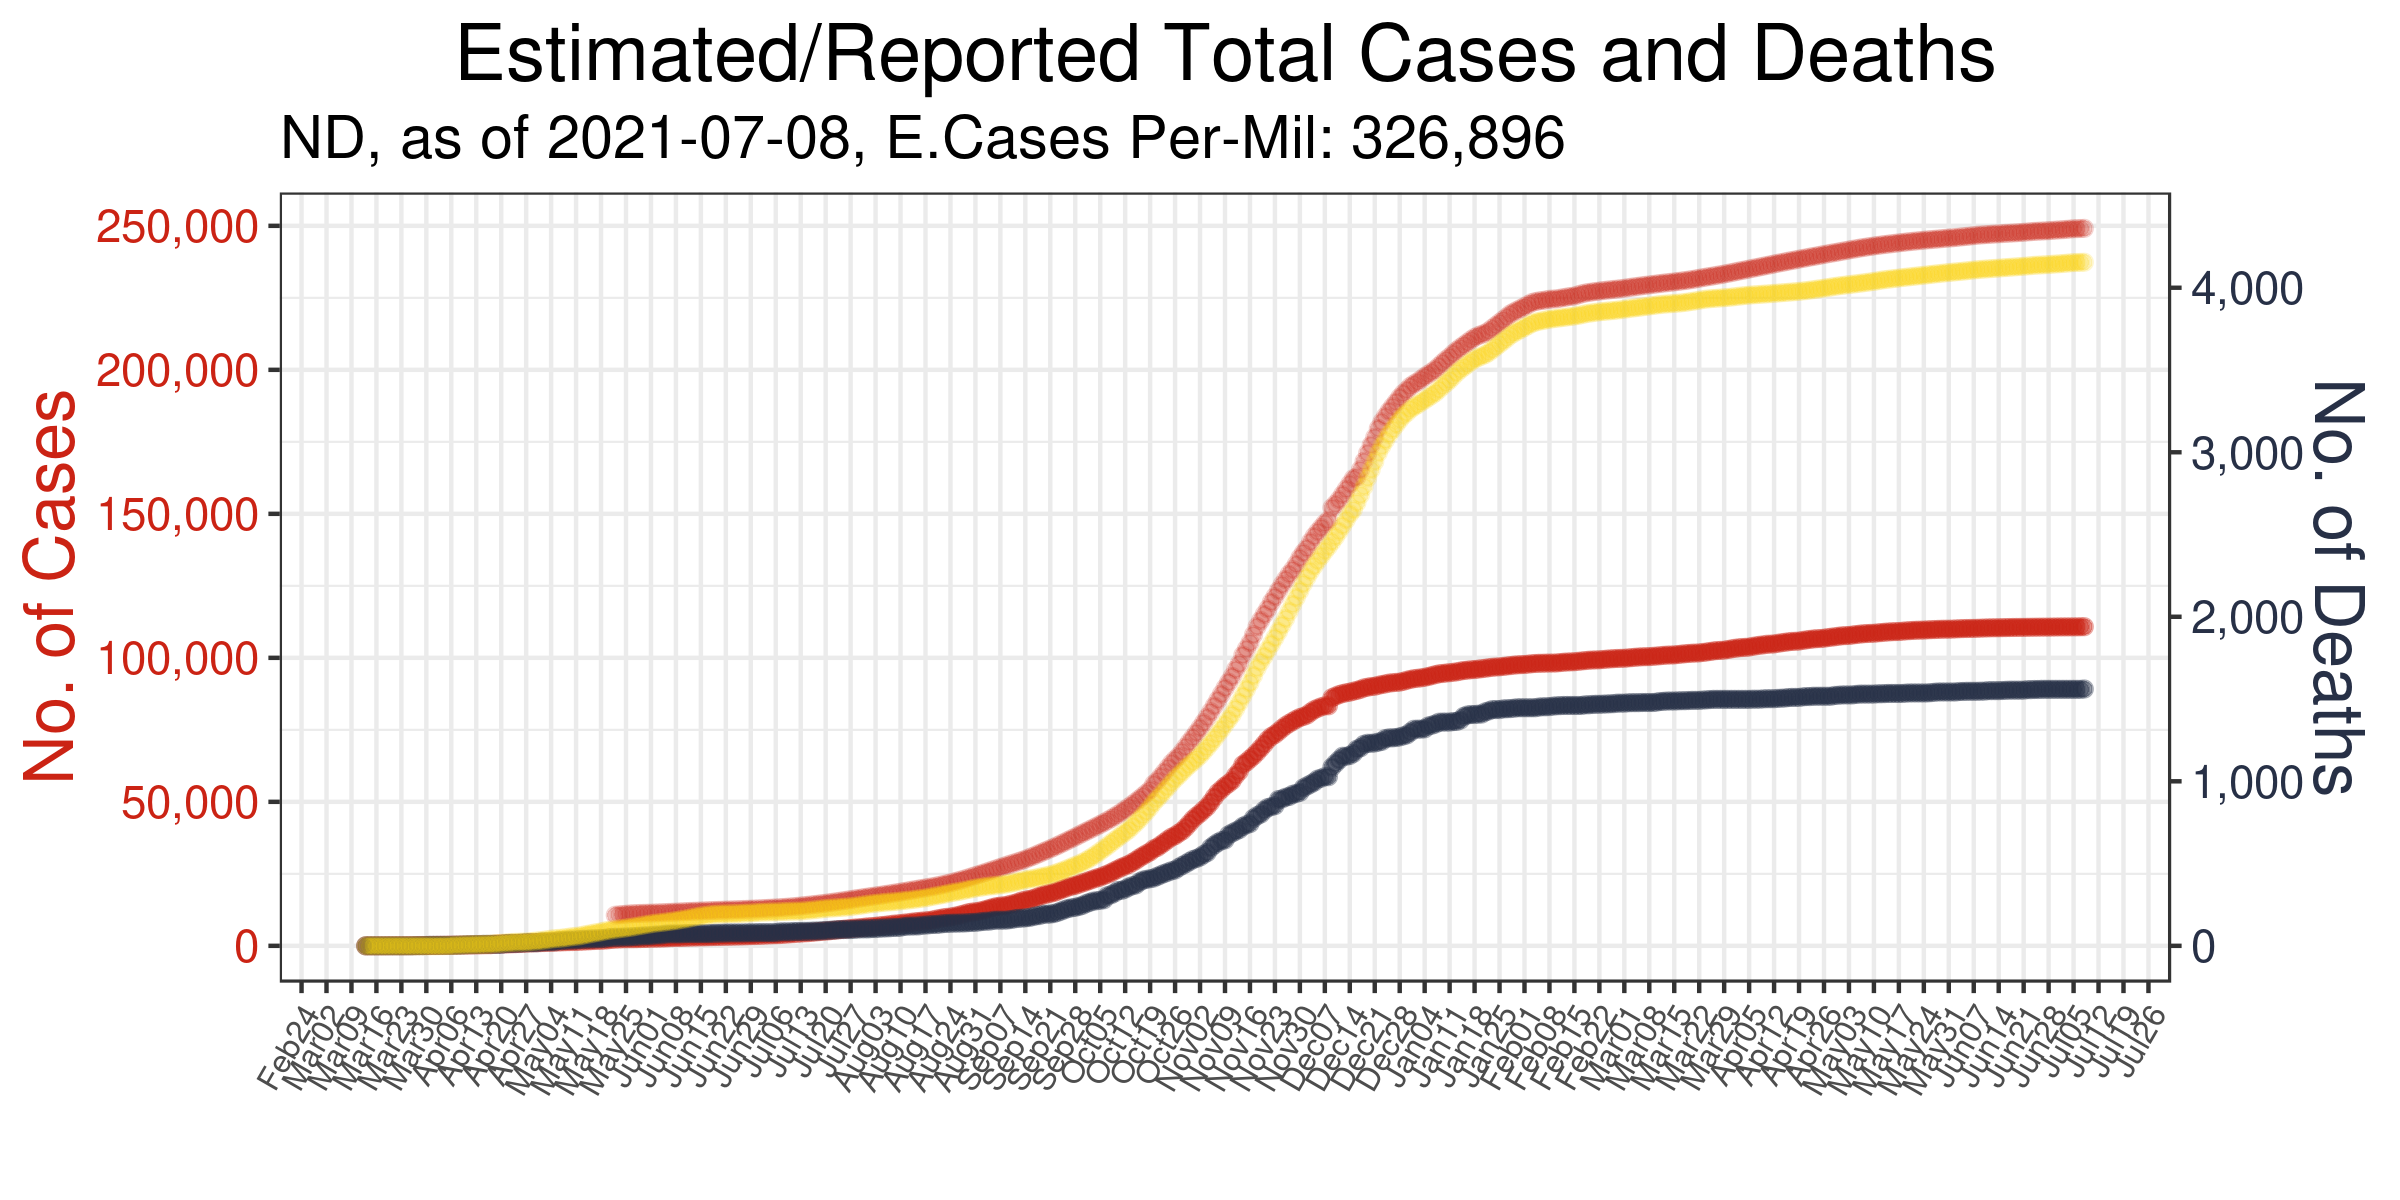 Estimated/Reported Total Cases and Deaths
ND, as of 2021-07-08, E.Cases Per-Mil: 326,896
No. of Cases
250,000
200,000
150,000
100,000
50,000
0
4,000
3,000
2,000
1,000
0
No. of Deaths
Feb24
Mar02
Mar09
Mar16
Mar23
Mar30
Apr06
Apr13
Apr20
Apr27
May04
May11
May18
May25
Jun01
Jun08
Jun15
Jun22
Jun29
Jul06
Jul13
Jul20
Jul27
Aug03
Aug10
Aug17
Aug24
Aug31
Sep07
Sep14
Sep21
Sep28
Oct05
Oct12
Oct19
Oct26
Nov02
Nov09
Nov16
Nov23
Nov30
Dec07
Dec14
Dec21
Dec28
Jan04
Jan11
Jan18
Jan25
Feb01
Feb08
Feb15
Feb22
Mar01
Mar08
Mar15
Mar22
Mar29
Apr05
Apr12
Apr19
Apr26
May03
May10
May17
May24
May31
Jun07
Jun14
Jun21
Jun28
Jul05
Jul12
Jul19
Jul26